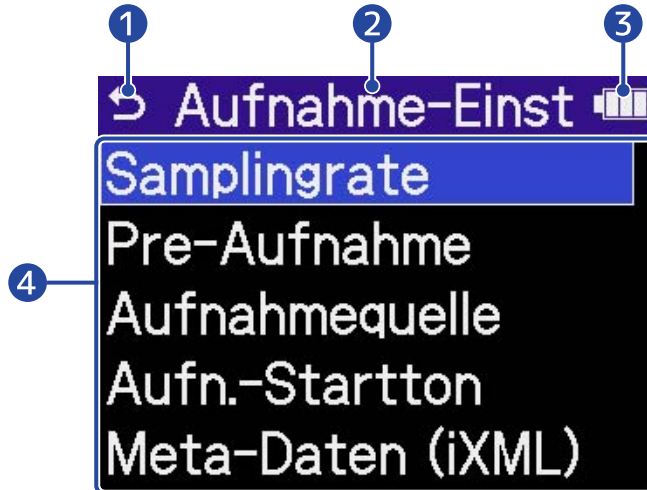 1 2 3
Aufnahme-Einst
Samplingrate
Pre-Aufnahme
4
Aufnahmequelle
Aufn.-Startton
Meta-Daten (iXML)